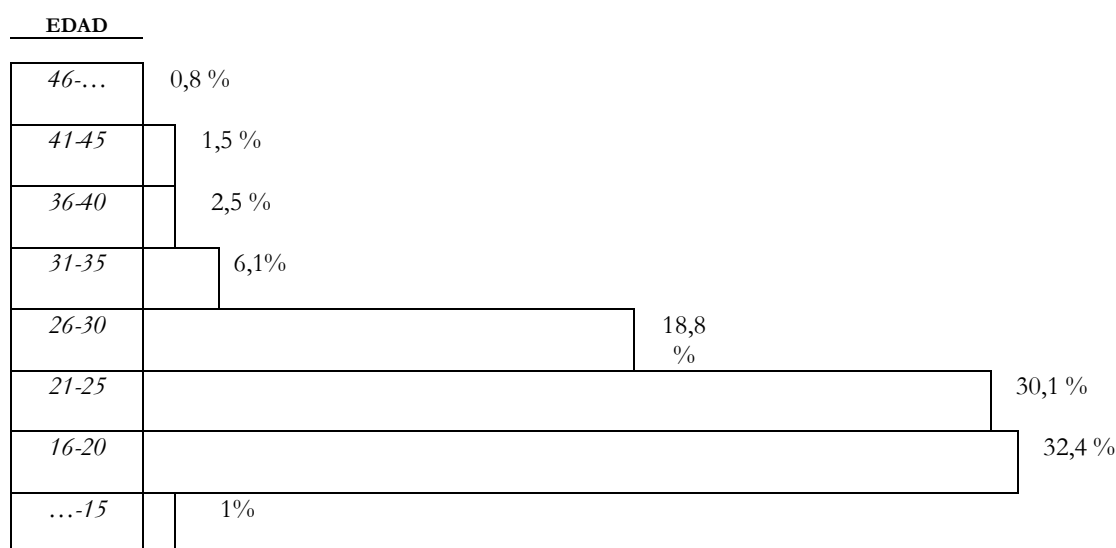 EDAD
46-… 0,8 %
41-45 1,5 %
36-40 2,5 %
31-35 6,1%
26-30 18,8
%
21-25 30,1 %
16-20 32,4 %
…-15 1%